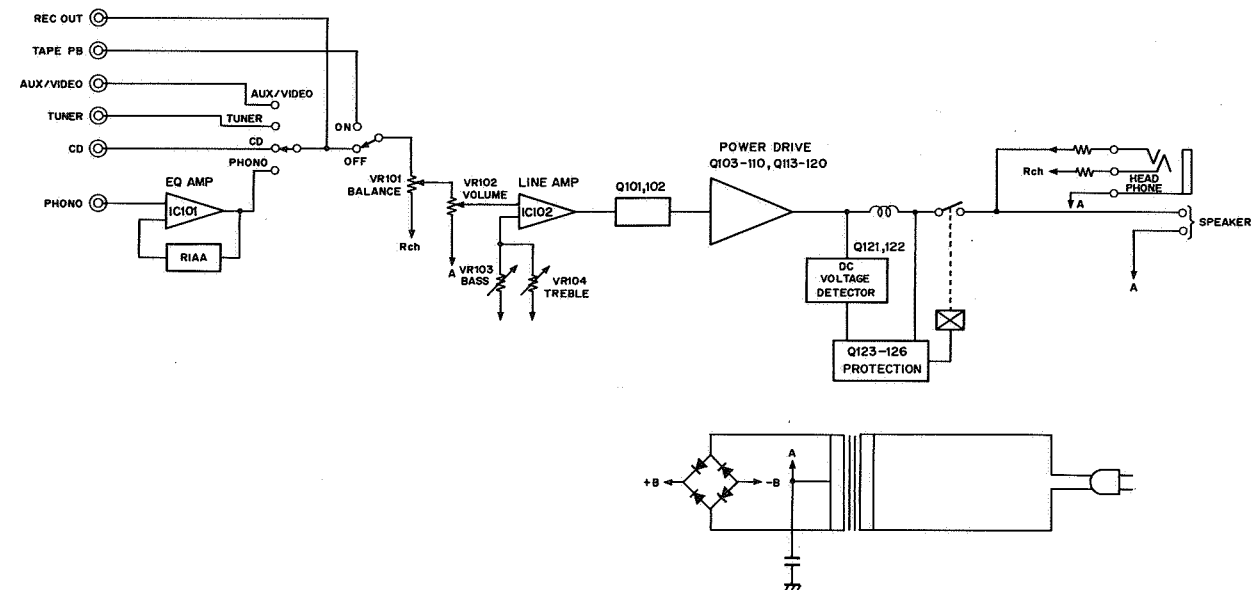 REC OUT
TAPE PB
AUX/VIDEO
AUX/VIDEO
TUNER
TUNER
ON
CD
CD
OFF
PHONO
EQ AMP
PHONO
IC101
RIAA
VR101
BALANCE
Rch
VR102
VOLUME
A
LINE AMP
IC102
VR103
BASS
VR104
TREBLE
Q101,102
POWER DRIVE
Q103-110, Q113-120
Q121,122
DC
VOLTAGE
DETECTOR
Q123-126
PROTECTION
Rch
HEAD
PHONE
A
SPEAKER
A
+B
-B
A